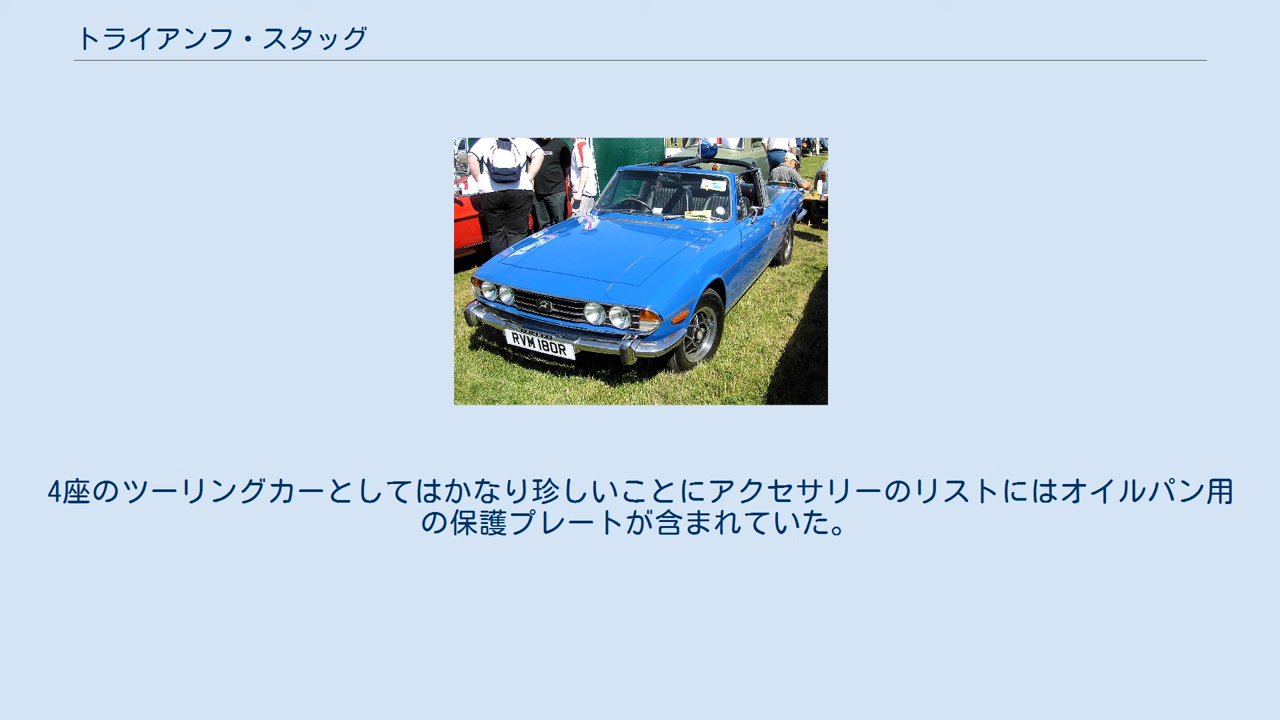 トライアンフ・スタッグ
RVM 180R
4座のツーリングカーとしてはかなり珍しいことにアクセサリーのリストにはオイルパン用
の保護プレートが含まれていた。